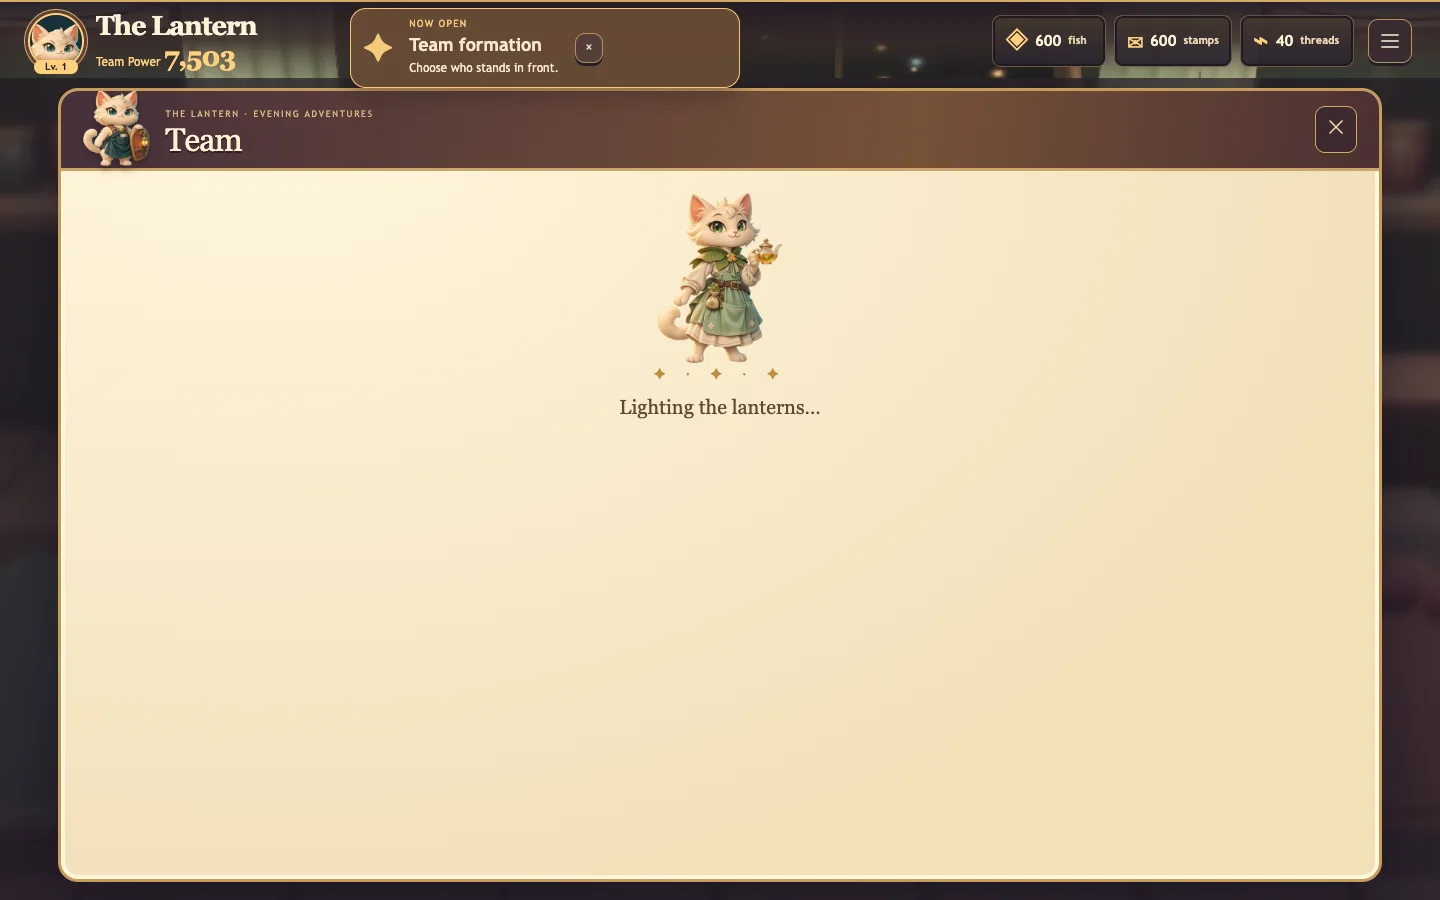 The Lantern
Lv. 1
Team Power 7,503
NOW OPEN
Team formation
Choose who stands in front.
×
600 fish
600 stamps
40 threads
THE LANTERN · EVENING ADVENTURES
Team
Lighting the lanterns...